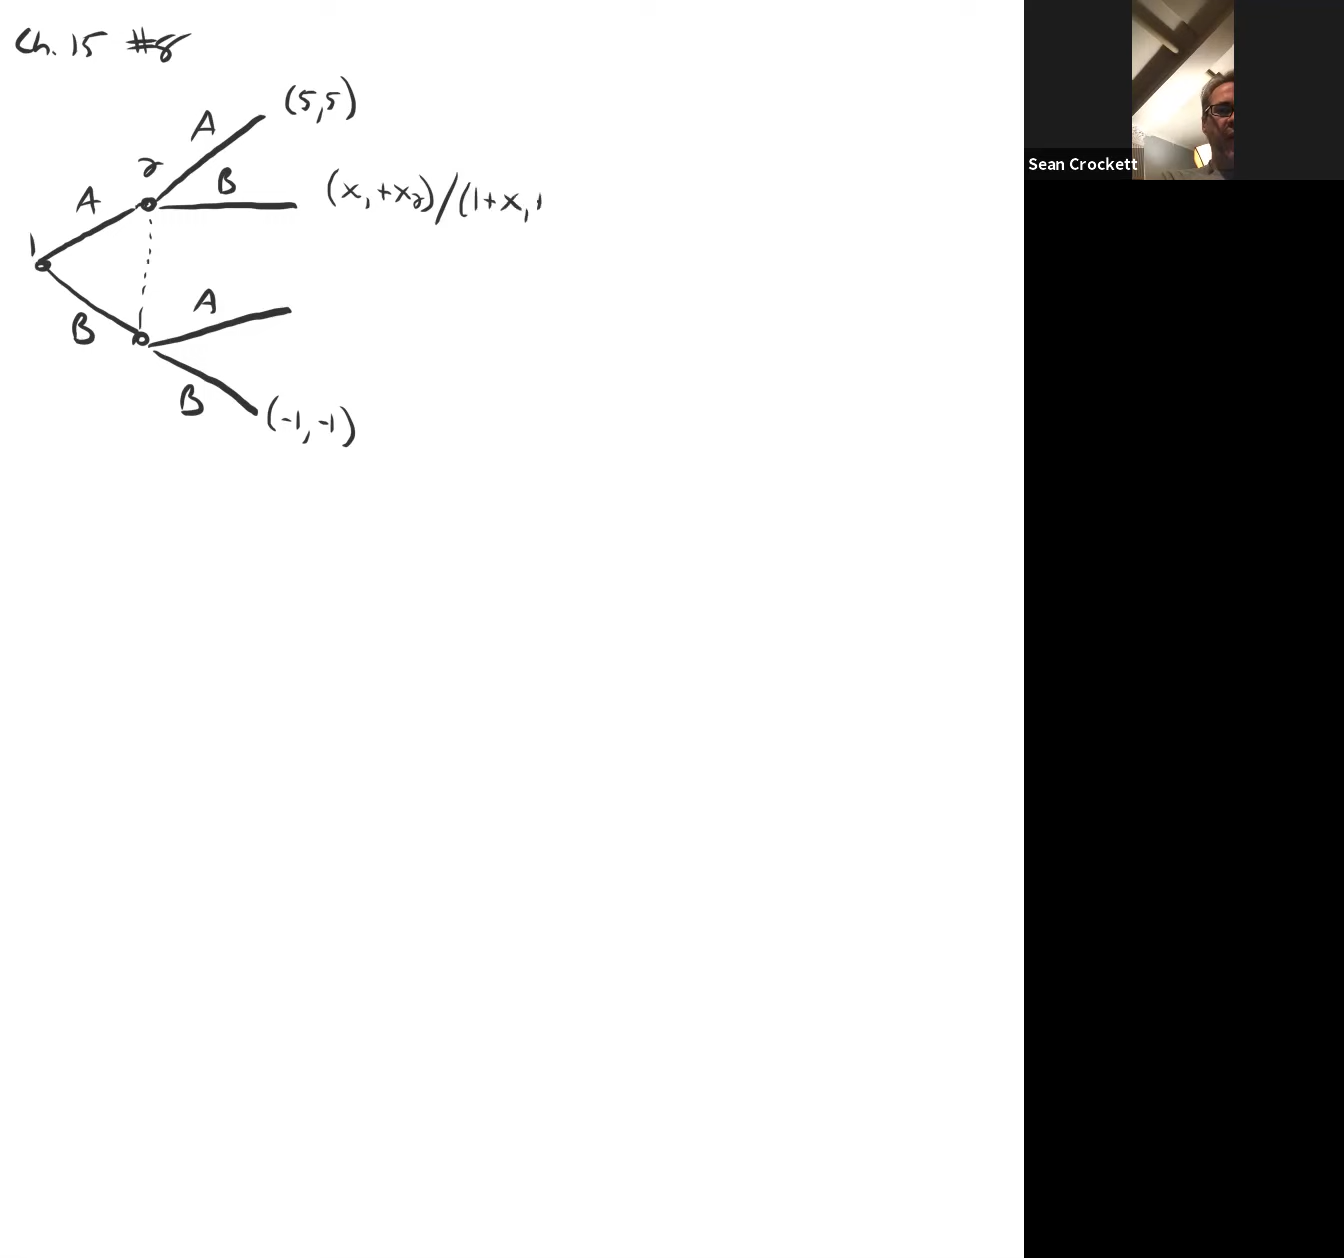 Ch. 15 #8
(5,5)
A
2
A
B
(x₁+x₂)/(1+x₁
1
A
B
B
(-1,-1)
Sean Crockett